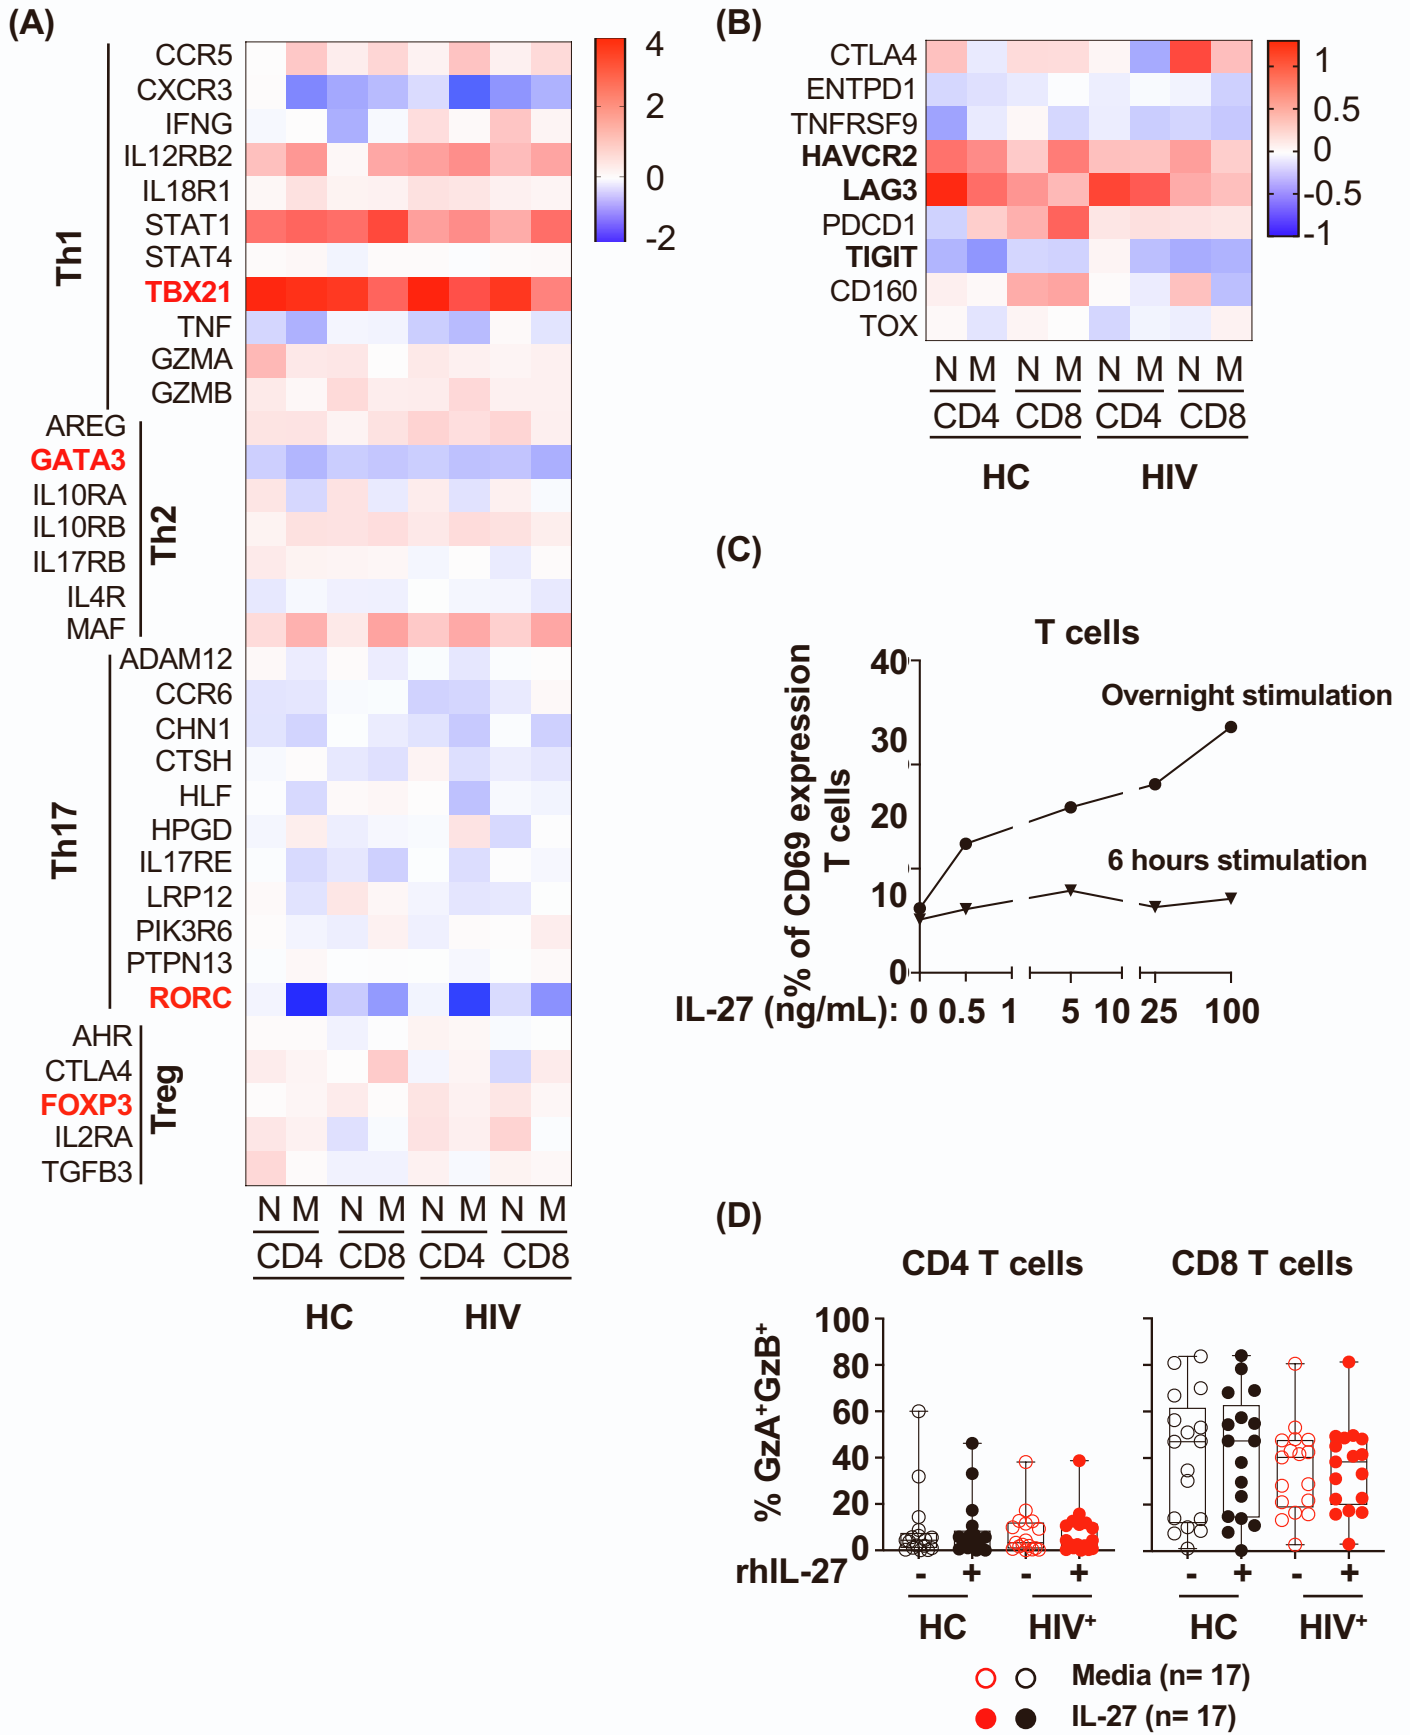 (A)
CCR5
CXCR3
IFNG
IL12RB2
IL18R1
STAT1
STAT4
TBX21
TNF
GZMA
GZMB
Th1
AREG
GATA3
IL10RA
IL10RB
IL17RB
IL4R
MAF
Th2
ADAM12
CCR6
CHN1
CTSH
HLF
HPGD
IL17RE
LRP12
PIK3R6
PTPN13
RORC
Th17
AHR
CTLA4
FOXP3
IL2RA
TGFB3
Treg
4
2
0
-2
N M N M N M N M
CD4 CD8 CD4 CD8
HC HIV
(B)
CTLA4
ENTPD1
TNFRSF9
HAVCR2
LAG3
PDCD1
TIGIT
CD160
TOX
1
0.5
0
-0.5
-1
N M N M N M N M
CD4 CD8 CD4 CD8
HC HIV
(C)
T cells
% of CD69 expression
T cells
40
30
20
10
0
Overnight stimulation
6 hours stimulation
IL-27 (ng/mL): 0 0.5 1 5 10 25 100
(D)
CD4 T cells CD8 T cells
% GzA⁺GzB⁺
100
80
60
40
20
0
rhIL-27 - + - + - + - +
HC HIV⁺ HC HIV⁺
Media (n= 17)
IL-27 (n= 17)